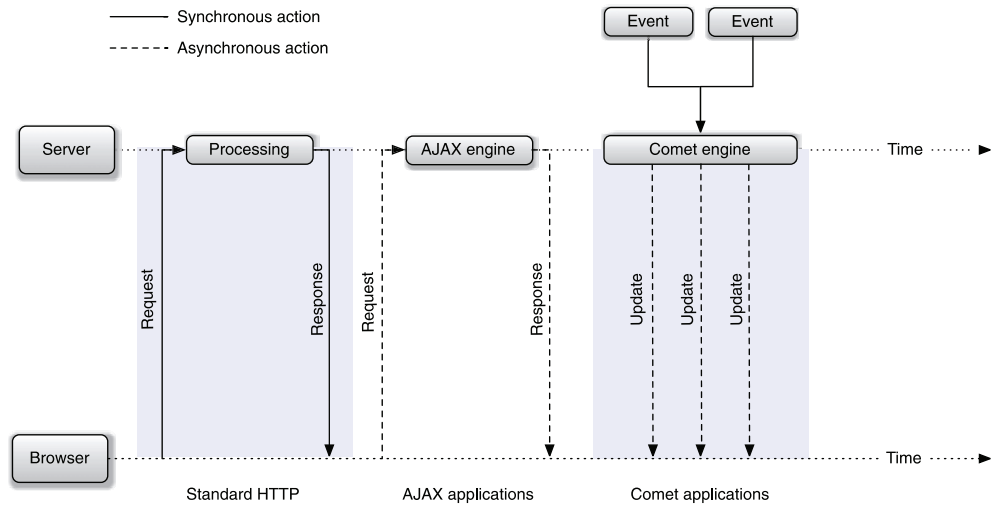 Synchronous action
Asynchronous action
Event
Event
Server
Processing
AJAX engine
Comet engine
Time
Request
Response
Request
Response
Update
Update
Update
Browser
Time
Standard HTTP
AJAX applications
Comet applications